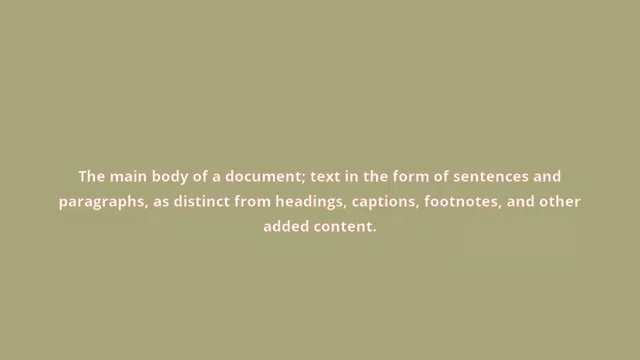 The main body of a document; text in the form of sentences and
paragraphs, as distinct from headings, captions, footnotes, and other
added content.